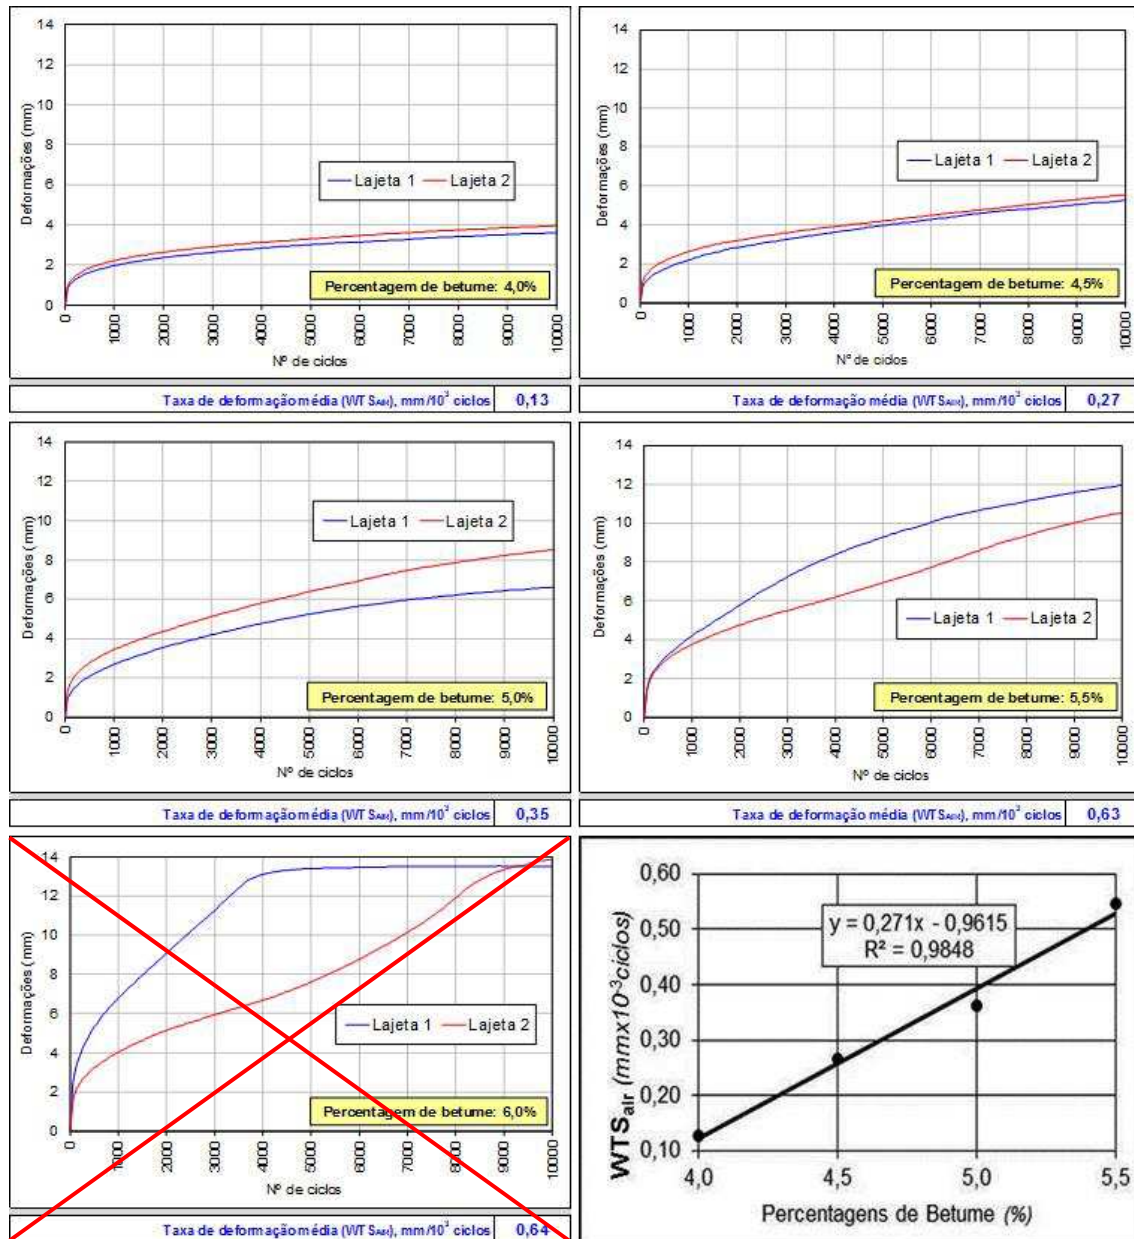 14
12
10
8
6
4
2
0
Deformações (mm)
Lajeta 1 Lajeta 2
Percentagem de betume: 4,0%
0 1000 2000 3000 4000 5000 6000 7000 8000 9000 10000
Nº de ciclos
Taxa de deformação média (WTSAIR), mm/10³ ciclos 0,13
14
12
10
8
6
4
2
0
Deformações (mm)
Lajeta 1 Lajeta 2
Percentagem de betume: 4,5%
0 1000 2000 3000 4000 5000 6000 7000 8000 9000 10000
Nº de ciclos
Taxa de deformação média (WTSAIR), mm/10³ ciclos 0,27
14
12
10
8
6
4
2
0
Deformações (mm)
Lajeta 1 Lajeta 2
Percentagem de betume: 5,0%
0 1000 2000 3000 4000 5000 6000 7000 8000 9000 10000
Nº de ciclos
Taxa de deformação média (WTSAIR), mm/10³ ciclos 0,35
14
12
10
8
6
4
2
0
Deformações (mm)
Lajeta 1 Lajeta 2
Percentagem de betume: 5,5%
0 1000 2000 3000 4000 5000 6000 7000 8000 9000 10000
Nº de ciclos
Taxa de deformação média (WTSAIR), mm/10³ ciclos 0,63
14
12
10
8
6
4
2
0
Deformações (mm)
Lajeta 1 Lajeta 2
Percentagem de betume: 6,0%
0 1000 2000 3000 4000 5000 6000 7000 8000 9000 10000
Nº de ciclos
Taxa de deformação média (WTSAIR), mm/10³ ciclos 0,64
0,60
0,50
0,40
0,30
0,20
0,10
WTSair (mmx10⁻³ciclos)
y = 0,271x - 0,9615
R² = 0,9848
4,0 4,5 5,0 5,5
Percentagens de Betume (%)